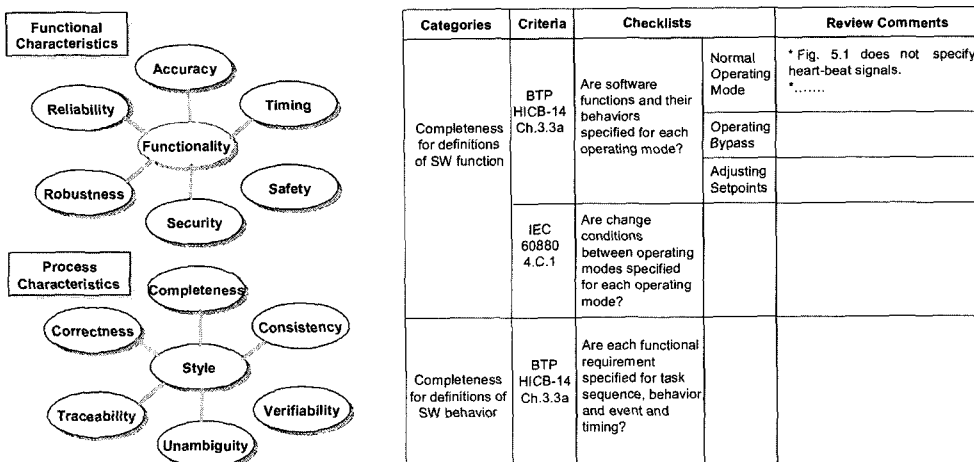 Functional
Characteristics
Accuracy
Reliability
Timing
Functionality
Robustness
Safety
Security
Process
Characteristics
Completeness
Correctness
Consistency
Style
Traceability
Verifiability
Unambiguity
Categories
Criteria
Checklists
Review Comments
Completeness
for definitions
of SW function
BTP
HICB-14
Ch.3.3a
Are software
functions and their
behaviors
specified for each
operating mode?
Normal
Operating
Mode
* Fig. 5.1 does not specify
heart-beat signals.
*.......
Operating
Bypass
Adjusting
Setpoints
IEC
60880
4.C.1
Are change
conditions
between operating
modes specified
for each operating
mode?
Completeness
for definitions of
SW behavior
BTP
HICB-14
Ch.3.3a
Are each functional
requirement
specified for task
sequence, behavior
and event and
timing?